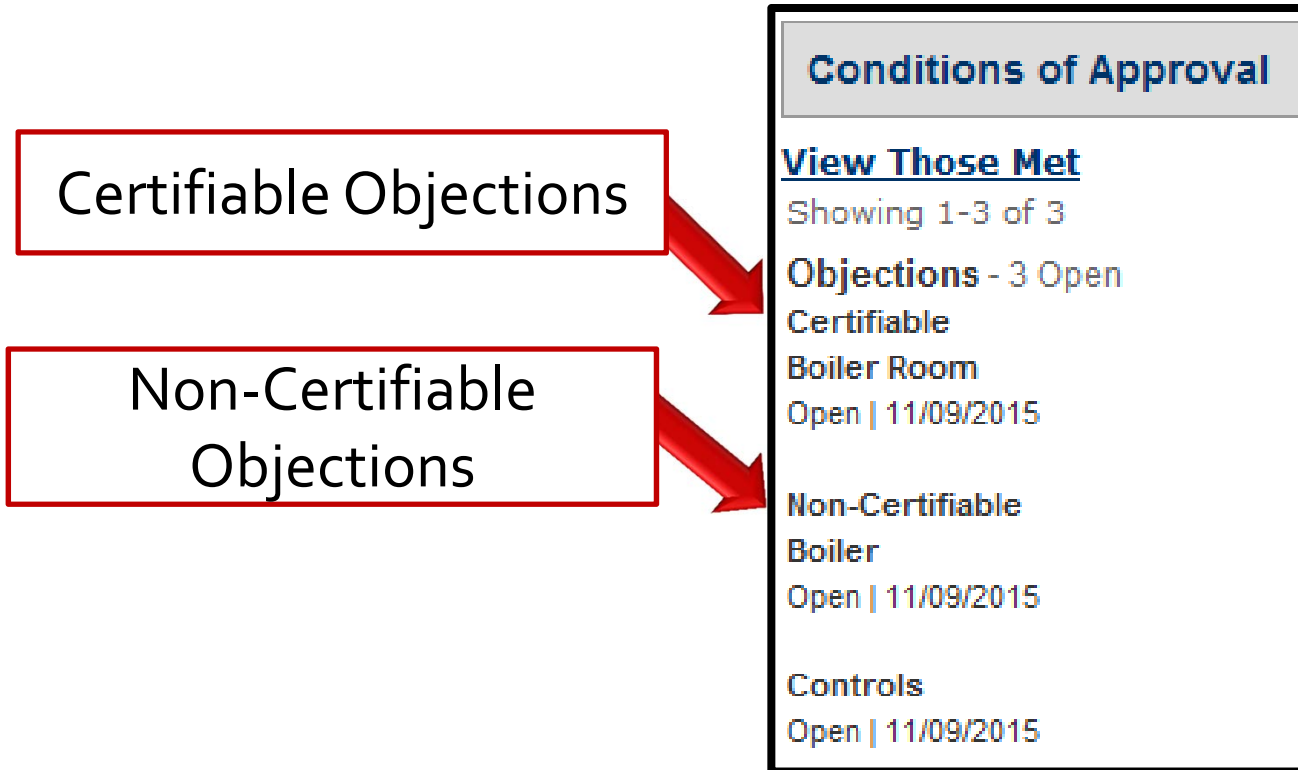 Certifiable Objections
Non-Certifiable
Objections
Conditions of Approval
View Those Met
Showing 1-3 of 3
Objections - 3 Open
Certifiable
Boiler Room
Open | 11/09/2015
Non-Certifiable
Boiler
Open | 11/09/2015
Controls
Open | 11/09/2015